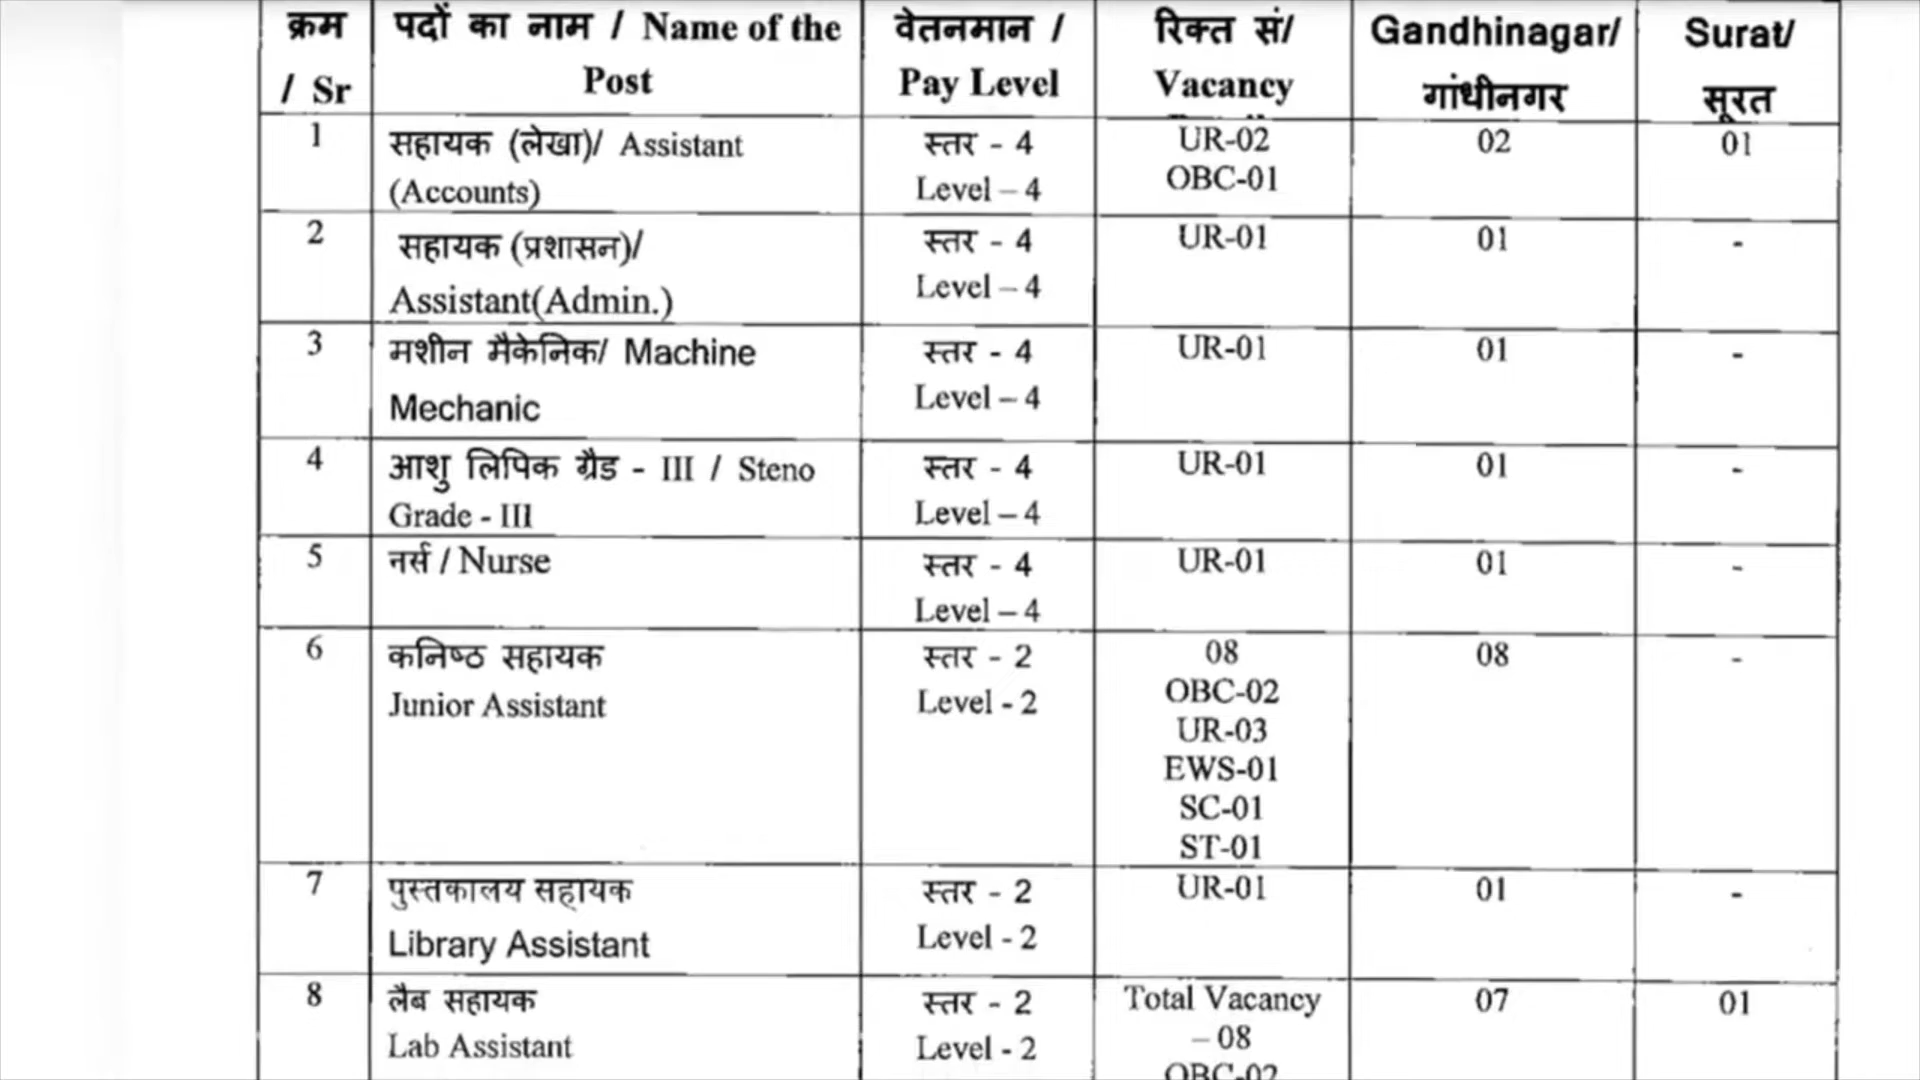 क्रम / Sr | पदों का नाम / Name of the Post | वेतनमान / Pay Level | रिक्त सं/ Vacancy | Gandhinagar/ गांधीनगर | Surat/ सूरत
1 | सहायक (लेखा)/ Assistant (Accounts) | स्तर - 4 Level – 4 | UR-02 OBC-01 | 02 | 01
2 | सहायक (प्रशासन)/ Assistant(Admin.) | स्तर - 4 Level – 4 | UR-01 | 01 | -
3 | मशीन मैकेनिक/ Machine Mechanic | स्तर - 4 Level – 4 | UR-01 | 01 | -
4 | आशु लिपिक ग्रैड - III / Steno Grade - III | स्तर - 4 Level – 4 | UR-01 | 01 | -
5 | नर्स / Nurse | स्तर - 4 Level – 4 | UR-01 | 01 | -
6 | कनिष्ठ सहायक Junior Assistant | स्तर - 2 Level - 2 | 08 OBC-02 UR-03 EWS-01 SC-01 ST-01 | 08 | -
7 | पुस्तकालय सहायक Library Assistant | स्तर - 2 Level - 2 | UR-01 | 01 | -
8 | लैब सहायक Lab Assistant | स्तर - 2 Level - 2 | Total Vacancy – 08 OBC-02 | 07 | 01